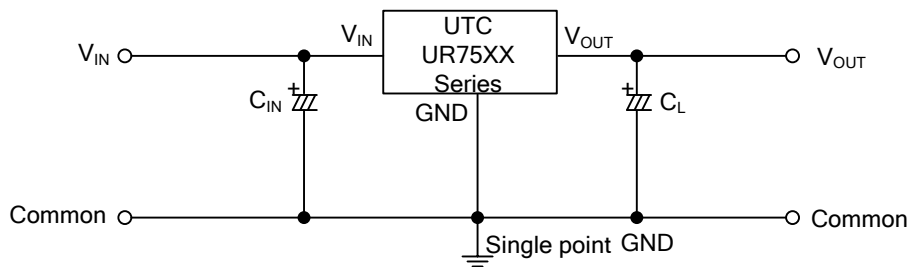 UTC
UR75XX
Series
V_IN
V_IN
V_OUT
V_OUT
+
C_IN
GND
+
C_L
Common
Single point GND
Common